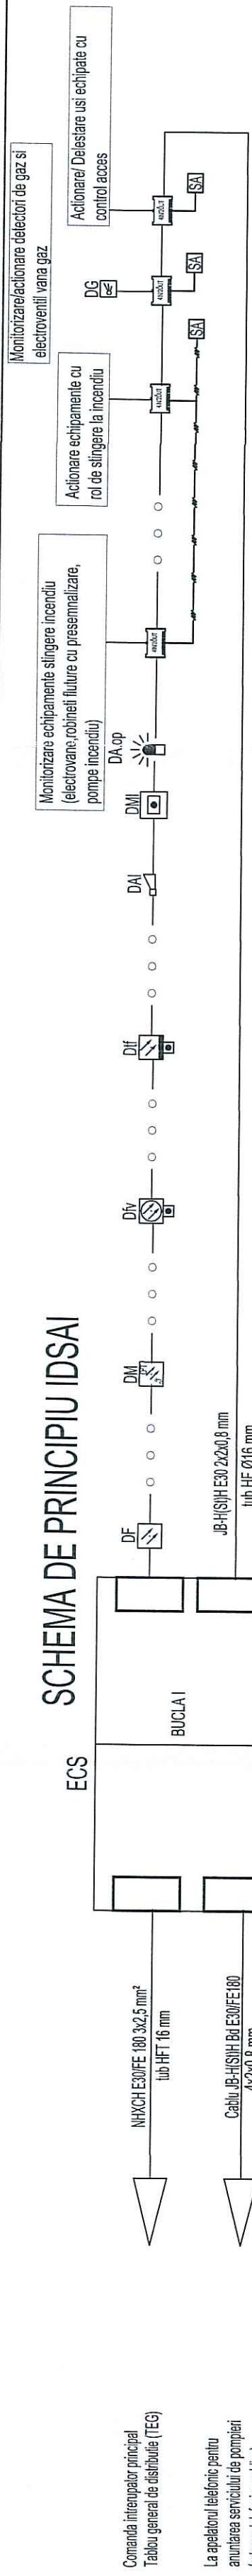 SCHEMA DE PRINCIPIU IDSAI
ECS
BUCLA I
Comanda intrerupator principal
Tablou general de distributie (TEG)
NHXCH E30/FE 180 3x2,5 mm²
tub HFT 16 mm
La apelatorul telefonic pentru
anuntarea serviciului de pompieri
Cablu JB-H(St)H Bd E30/FE180
4x2x0,8 mm
JB-H(St)H E30 2x2x0,8 mm
tub HF Ø16 mm
DF
DM
Dfv
Dtf
DAI
DMI
DA.op
Monitorizare echipamente stingere incendiu
(electrovane,robineti fluture cu presemnalizare,
pompe incendiu)
4IN2OUT
Actionare echipamente cu
rol de stingere la incendiu
4IN2OUT
SA
Monitorizare/actionare detectori de gaz si
electroventil vana gaz
DG
4IN2OUT
SA
Actionare/ Delestare usi echipate cu
control acces
4IN2OUT
SA